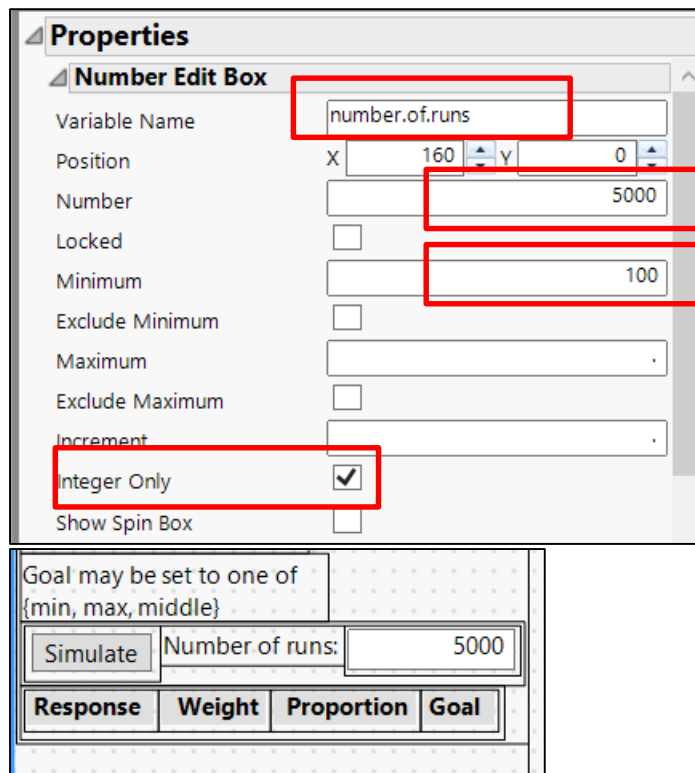 Properties
Number Edit Box
Variable Name number.of.runs
Position X 160 Y 0
Number 5000
Locked
Minimum 100
Exclude Minimum
Maximum .
Exclude Maximum
Increment .
Integer Only
Show Spin Box
Goal may be set to one of
{min, max, middle}
Simulate Number of runs: 5000
Response Weight Proportion Goal